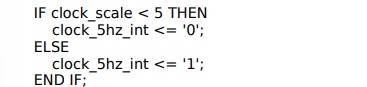 IF clock_scale < 5 THEN
clock_5hz_int <= '0';
ELSE
clock_5hz_int <= '1';
END IF;